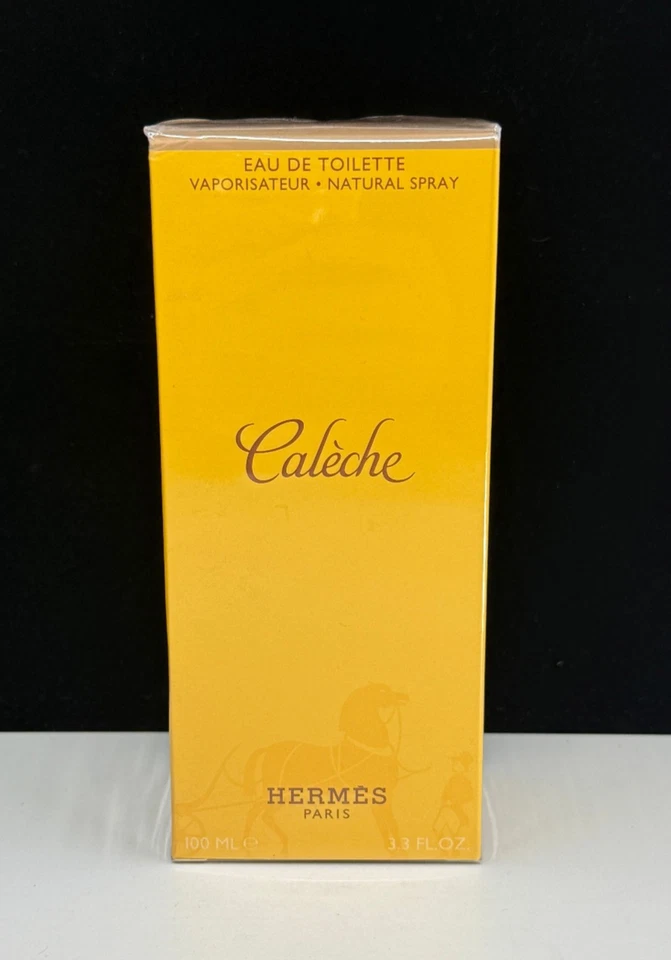 EAU DE TOILETTE
VAPORISATEUR • NATURAL SPRAY
Calèche
HERMÈS
PARIS
100 ML ℮ 3.3 FL.OZ.